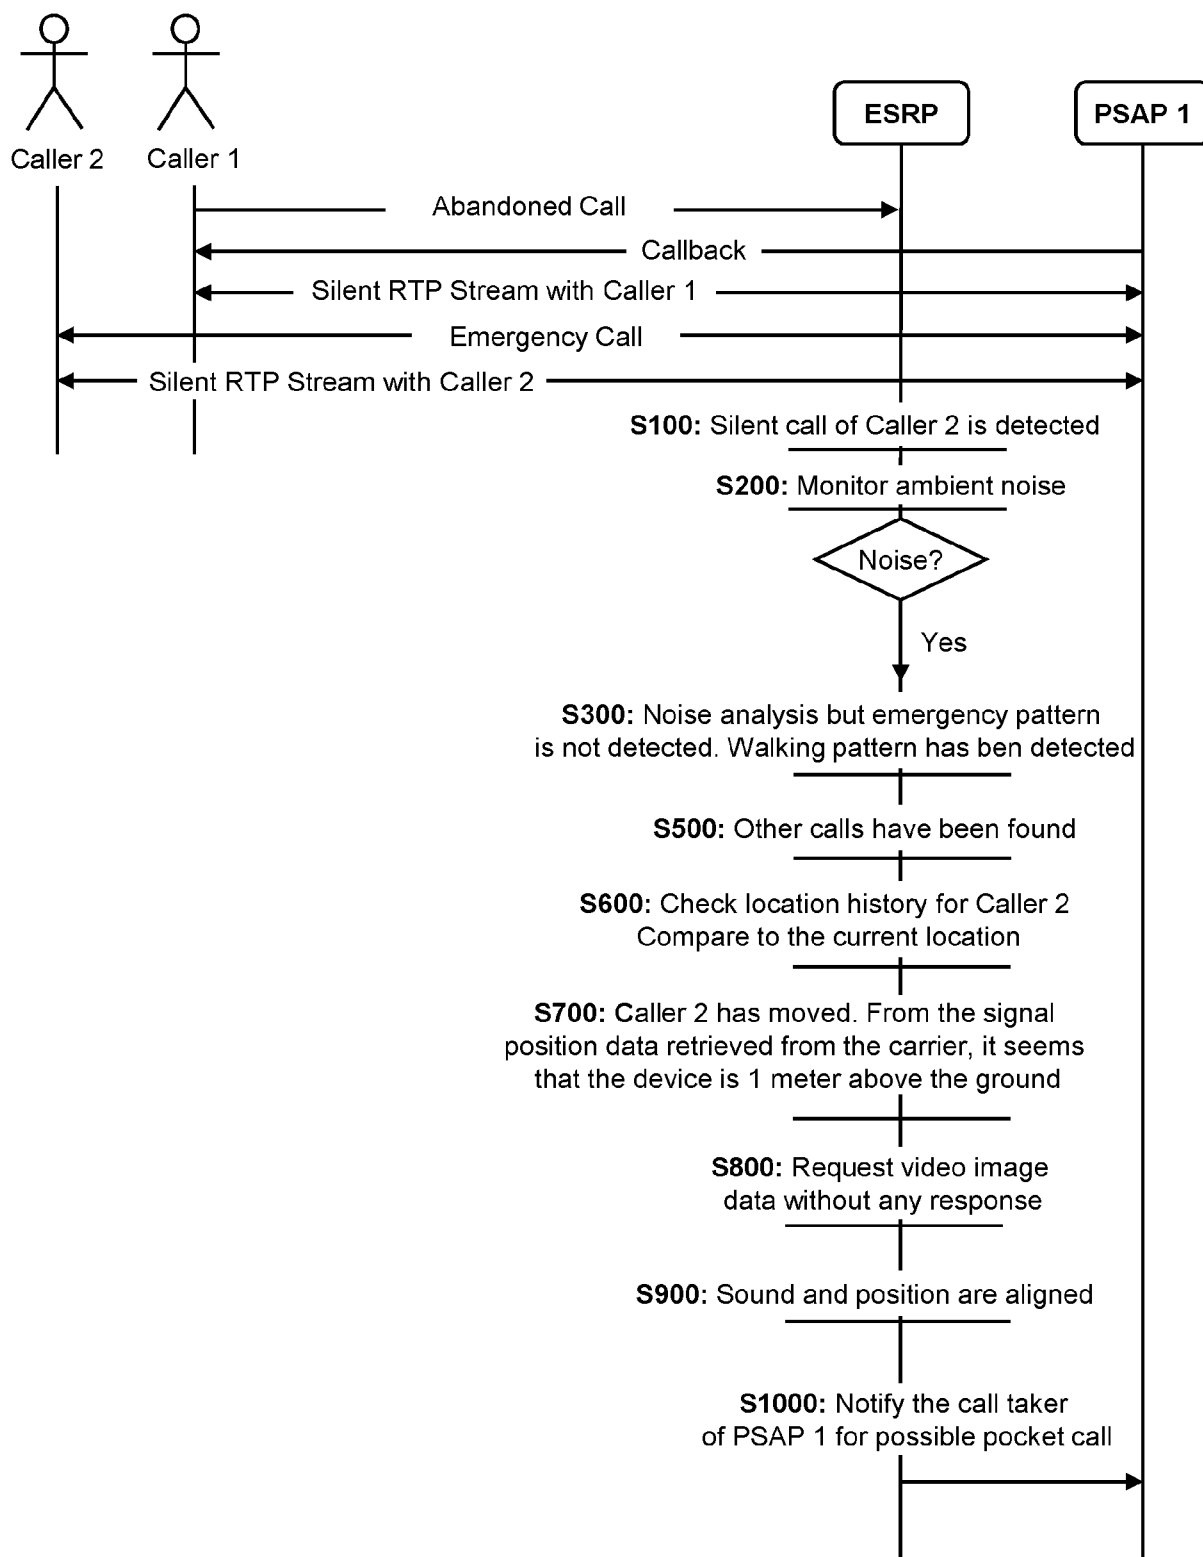 ESRP
PSAP 1
Caller 2
Caller 1
Abandoned Call
Callback
Silent RTP Stream with Caller 1
Emergency Call
Silent RTP Stream with Caller 2
S100: Silent call of Caller 2 is detected
S200: Monitor ambient noise
Noise?
Yes
S300: Noise analysis but emergency pattern
is not detected. Walking pattern has ben detected
S500: Other calls have been found
S600: Check location history for Caller 2
Compare to the current location
S700: Caller 2 has moved. From the signal
position data retrieved from the carrier, it seems
that the device is 1 meter above the ground
S800: Request video image
data without any response
S900: Sound and position are aligned
S1000: Notify the call taker
of PSAP 1 for possible pocket call